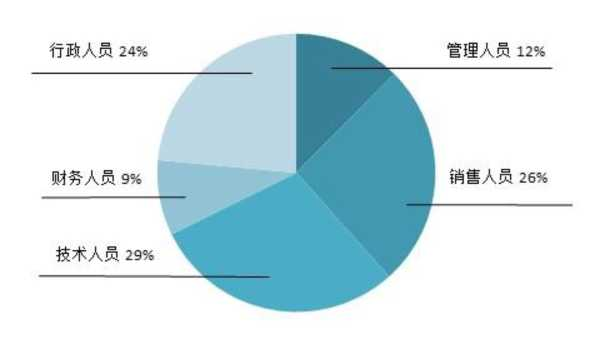 行政人员 24%
管理人员 12%
财务人员 9%
销售人员 26%
技术人员 29%